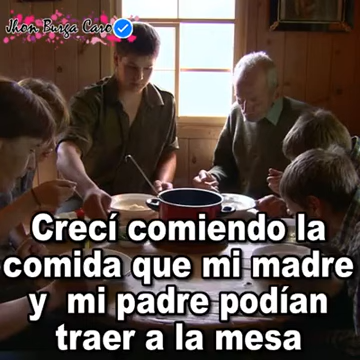 Jhon Burga Caro
Crecí comiendo la
comida que mi madre
y mi padre podían
traer a la mesa